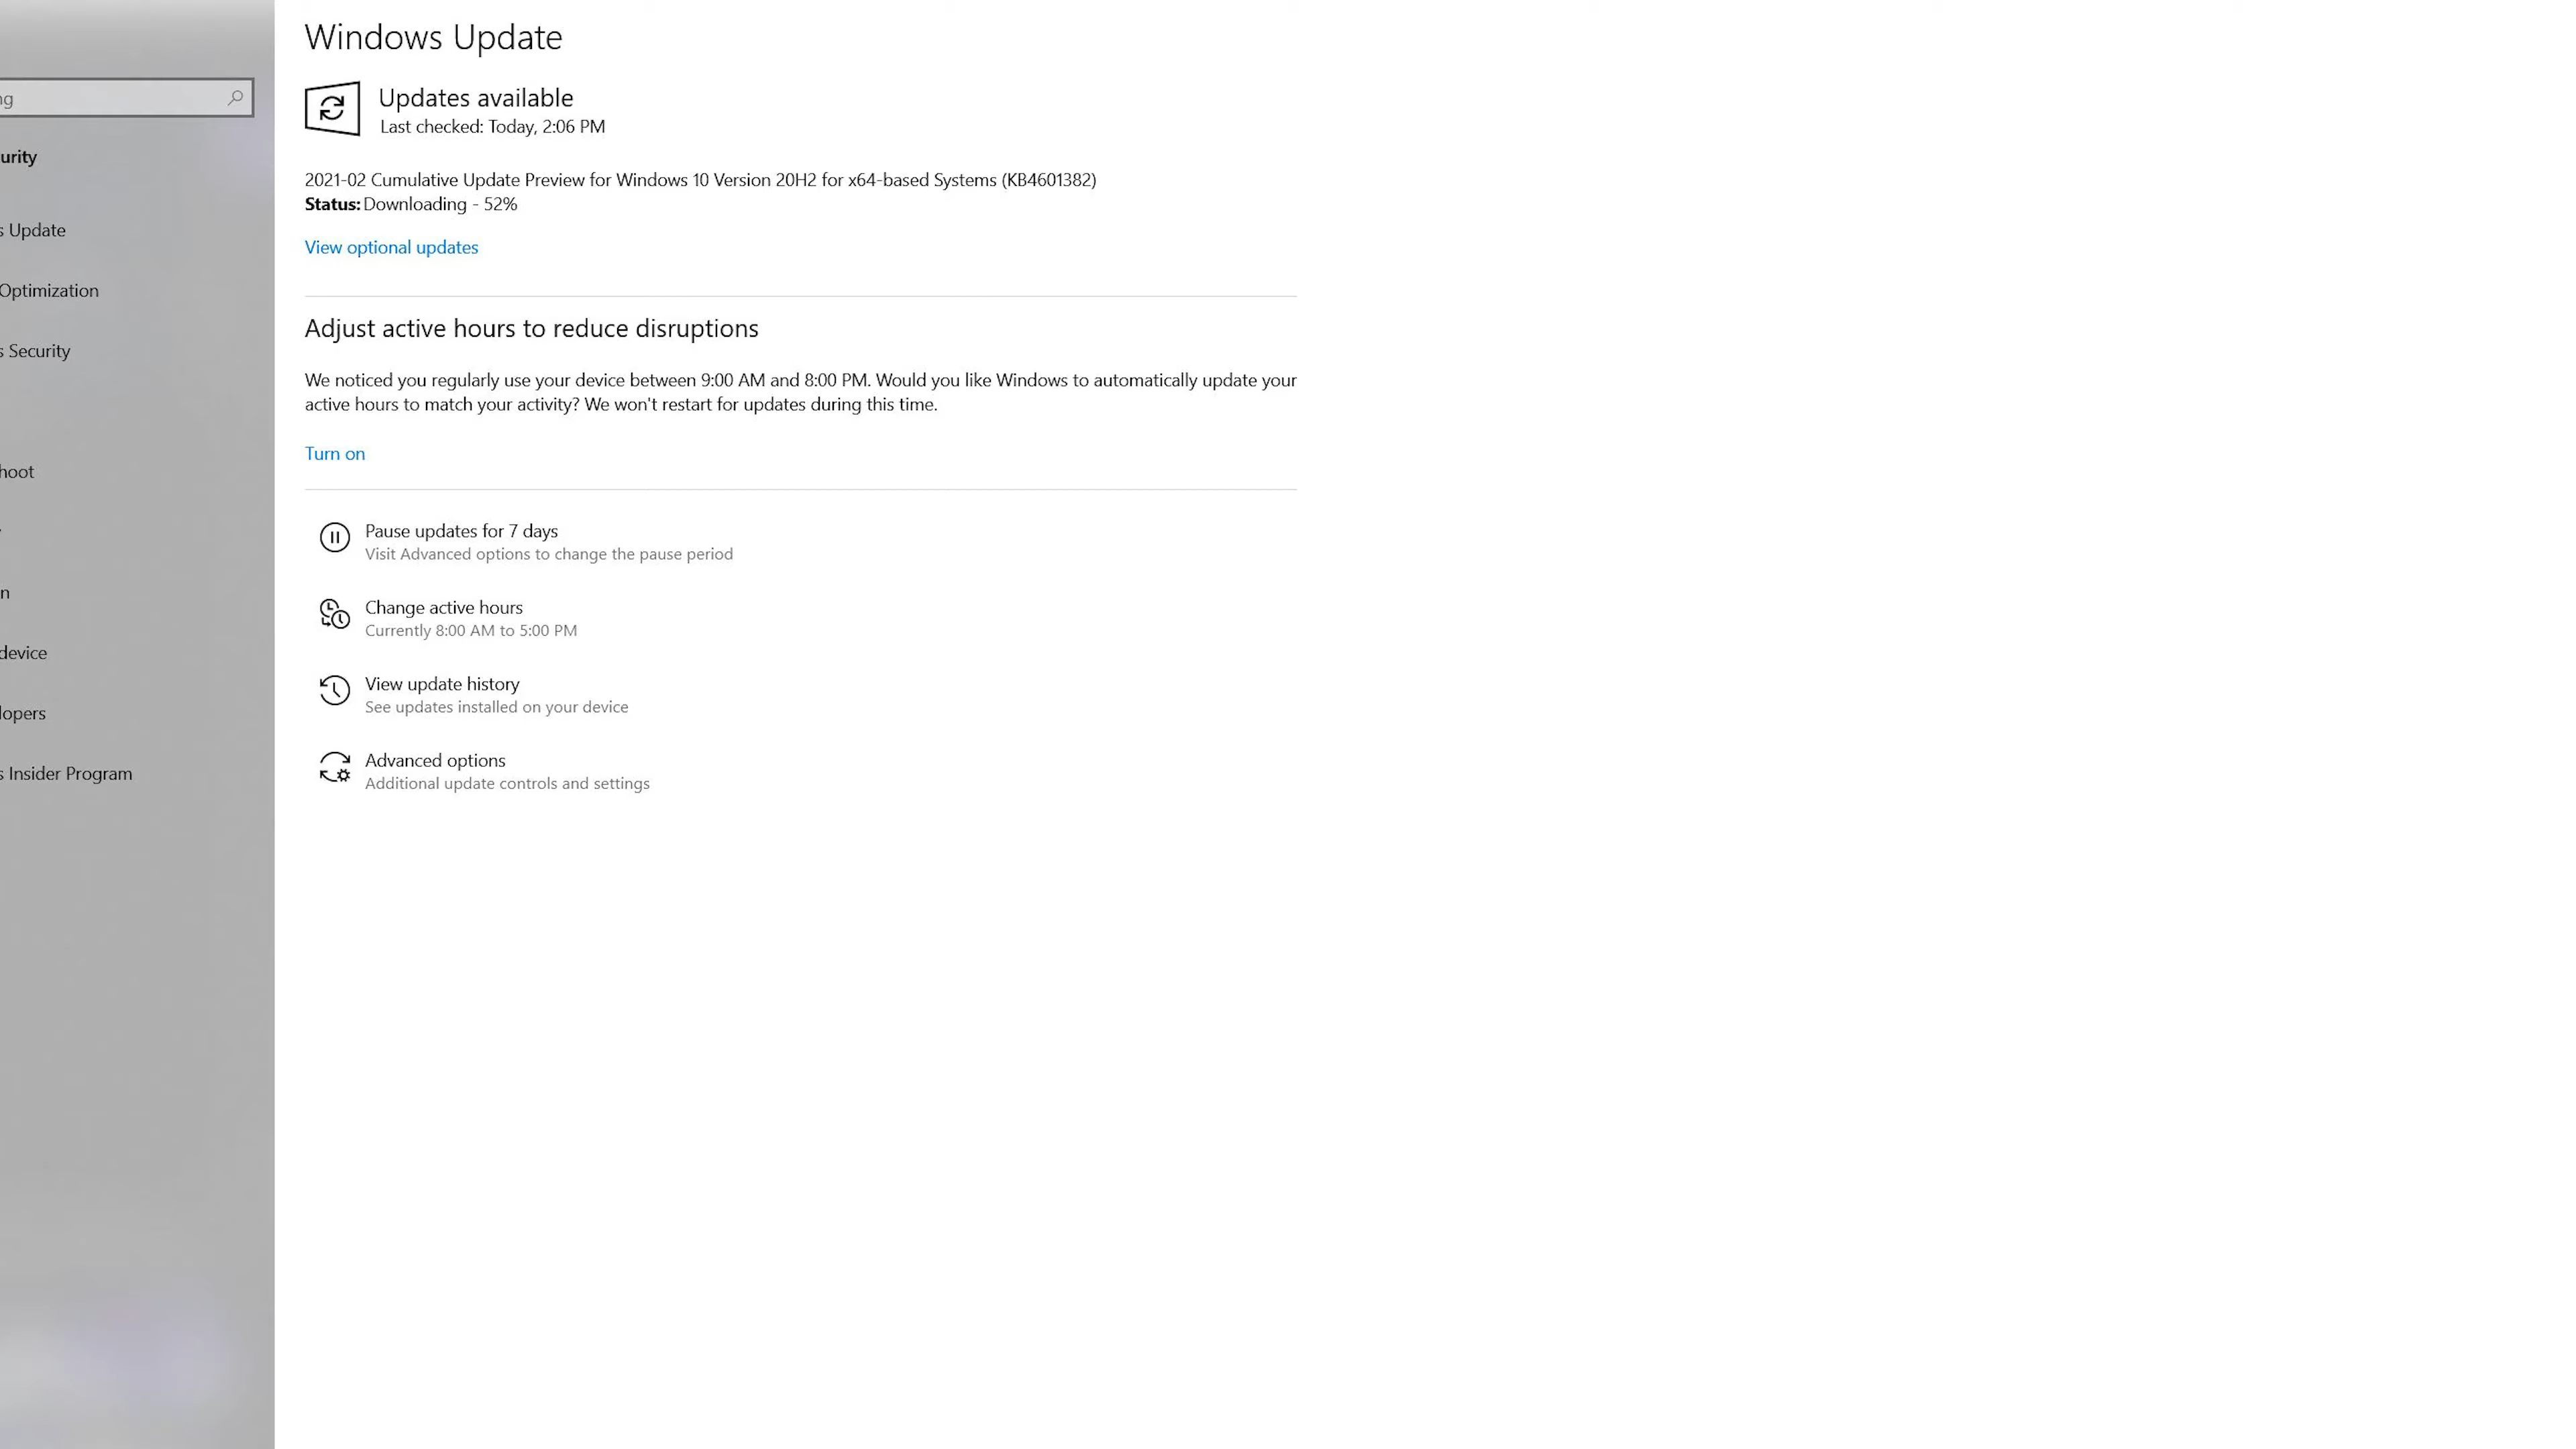 Windows Update
Updates available
Last checked: Today, 2:06 PM
2021-02 Cumulative Update Preview for Windows 10 Version 20H2 for x64-based Systems (KB4601382)
Status: Downloading - 52%
View optional updates
Adjust active hours to reduce disruptions
We noticed you regularly use your device between 9:00 AM and 8:00 PM. Would you like Windows to automatically update your
active hours to match your activity? We won't restart for updates during this time.
Turn on
Pause updates for 7 days
Visit Advanced options to change the pause period
Change active hours
Currently 8:00 AM to 5:00 PM
View update history
See updates installed on your device
Advanced options
Additional update controls and settings
ng
urity
s Update
Optimization
s Security
hoot
n
device
lopers
s Insider Program